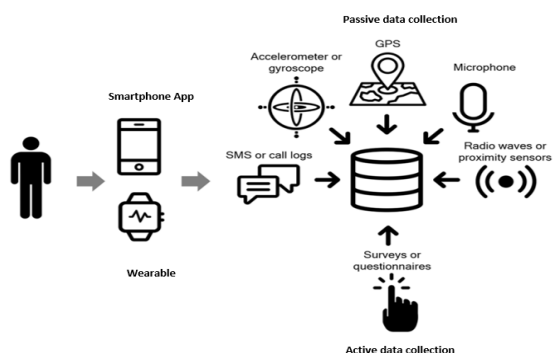 Passive data collection
GPS
Accelerometer or
gyroscope
Microphone
Smartphone App
SMS or call logs
Radio waves or
proximity sensors
Wearable
Surveys or
questionnaires
Active data collection